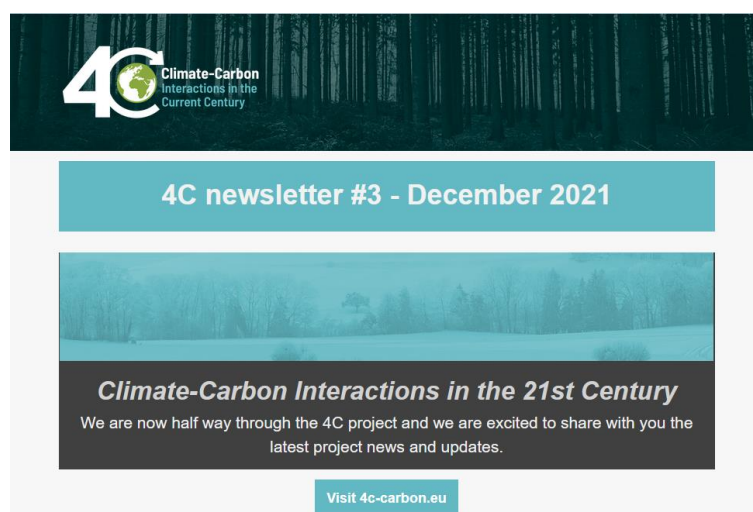 4C
Climate-Carbon
Interactions in the
Current Century
4C newsletter #3 - December 2021
Climate-Carbon Interactions in the 21st Century
We are now half way through the 4C project and we are excited to share with you the
latest project news and updates.
Visit 4c-carbon.eu